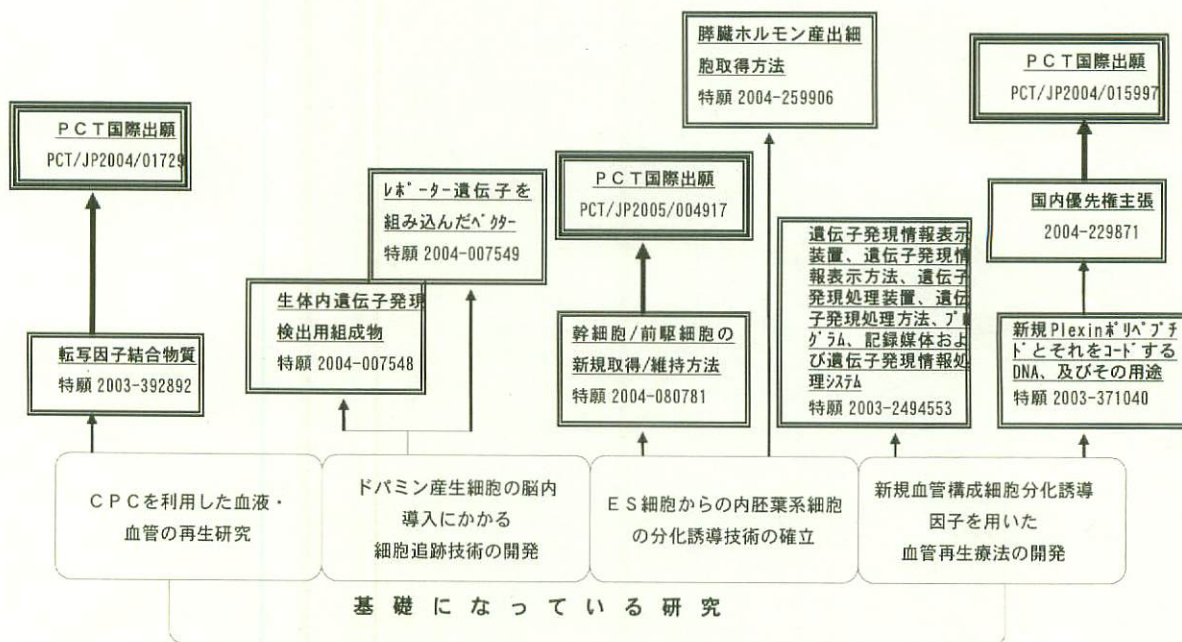 PCT国際出願
PCT/JP2004/01729
転写因子結合物質
特願 2003-392892
CPCを利用した血液・
血管の再生研究
レポーター遺伝子を
組み込んだベクター
特願 2004-007549
生体内遺伝子発現
検出用組成物
特願 2004-007548
ドパミン産生細胞の脳内
導入にかかる
細胞追跡技術の開発
膵臓ホルモン産出細
胞取得方法
特願 2004-259906
PCT国際出願
PCT/JP2005/004917
幹細胞/前駆細胞の
新規取得/維持方法
特願 2004-080781
ES細胞からの内胚葉系細胞
の分化誘導技術の確立
PCT国際出願
PCT/JP2004/015997
国内優先権主張
2004-229871
遺伝子発現情報表示
装置、遺伝子発現情
報表示方法、遺伝子
発現処理装置、遺伝
子発現処理方法、プロ
グラム、記録媒体およ
び遺伝子発現情報処
理システム
特願 2003-2494553
新規Plexinポリペプチ
ドとそれをコードする
DNA、及びその用途
特願 2003-371040
新規血管構成細胞分化誘導
因子を用いた
血管再生療法の開発
基礎になっている研究